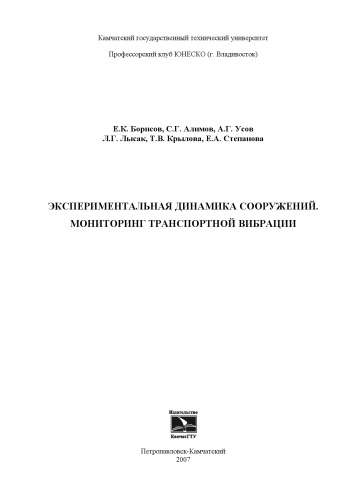 Камчатский государственный технический университет
Профессорский клуб ЮНЕСКО (г. Владивосток)
Е.К. Борисов, С.Г. Алимов, А.Г. Усов
Л.Г. Лысак, Т.В. Крылова, Е.А. Степанова
ЭКСПЕРИМЕНТАЛЬНАЯ ДИНАМИКА СООРУЖЕНИЙ.
МОНИТОРИНГ ТРАНСПОРТНОЙ ВИБРАЦИИ
Издательство
КамчатГТУ
Петропавловск-Камчатский
2007